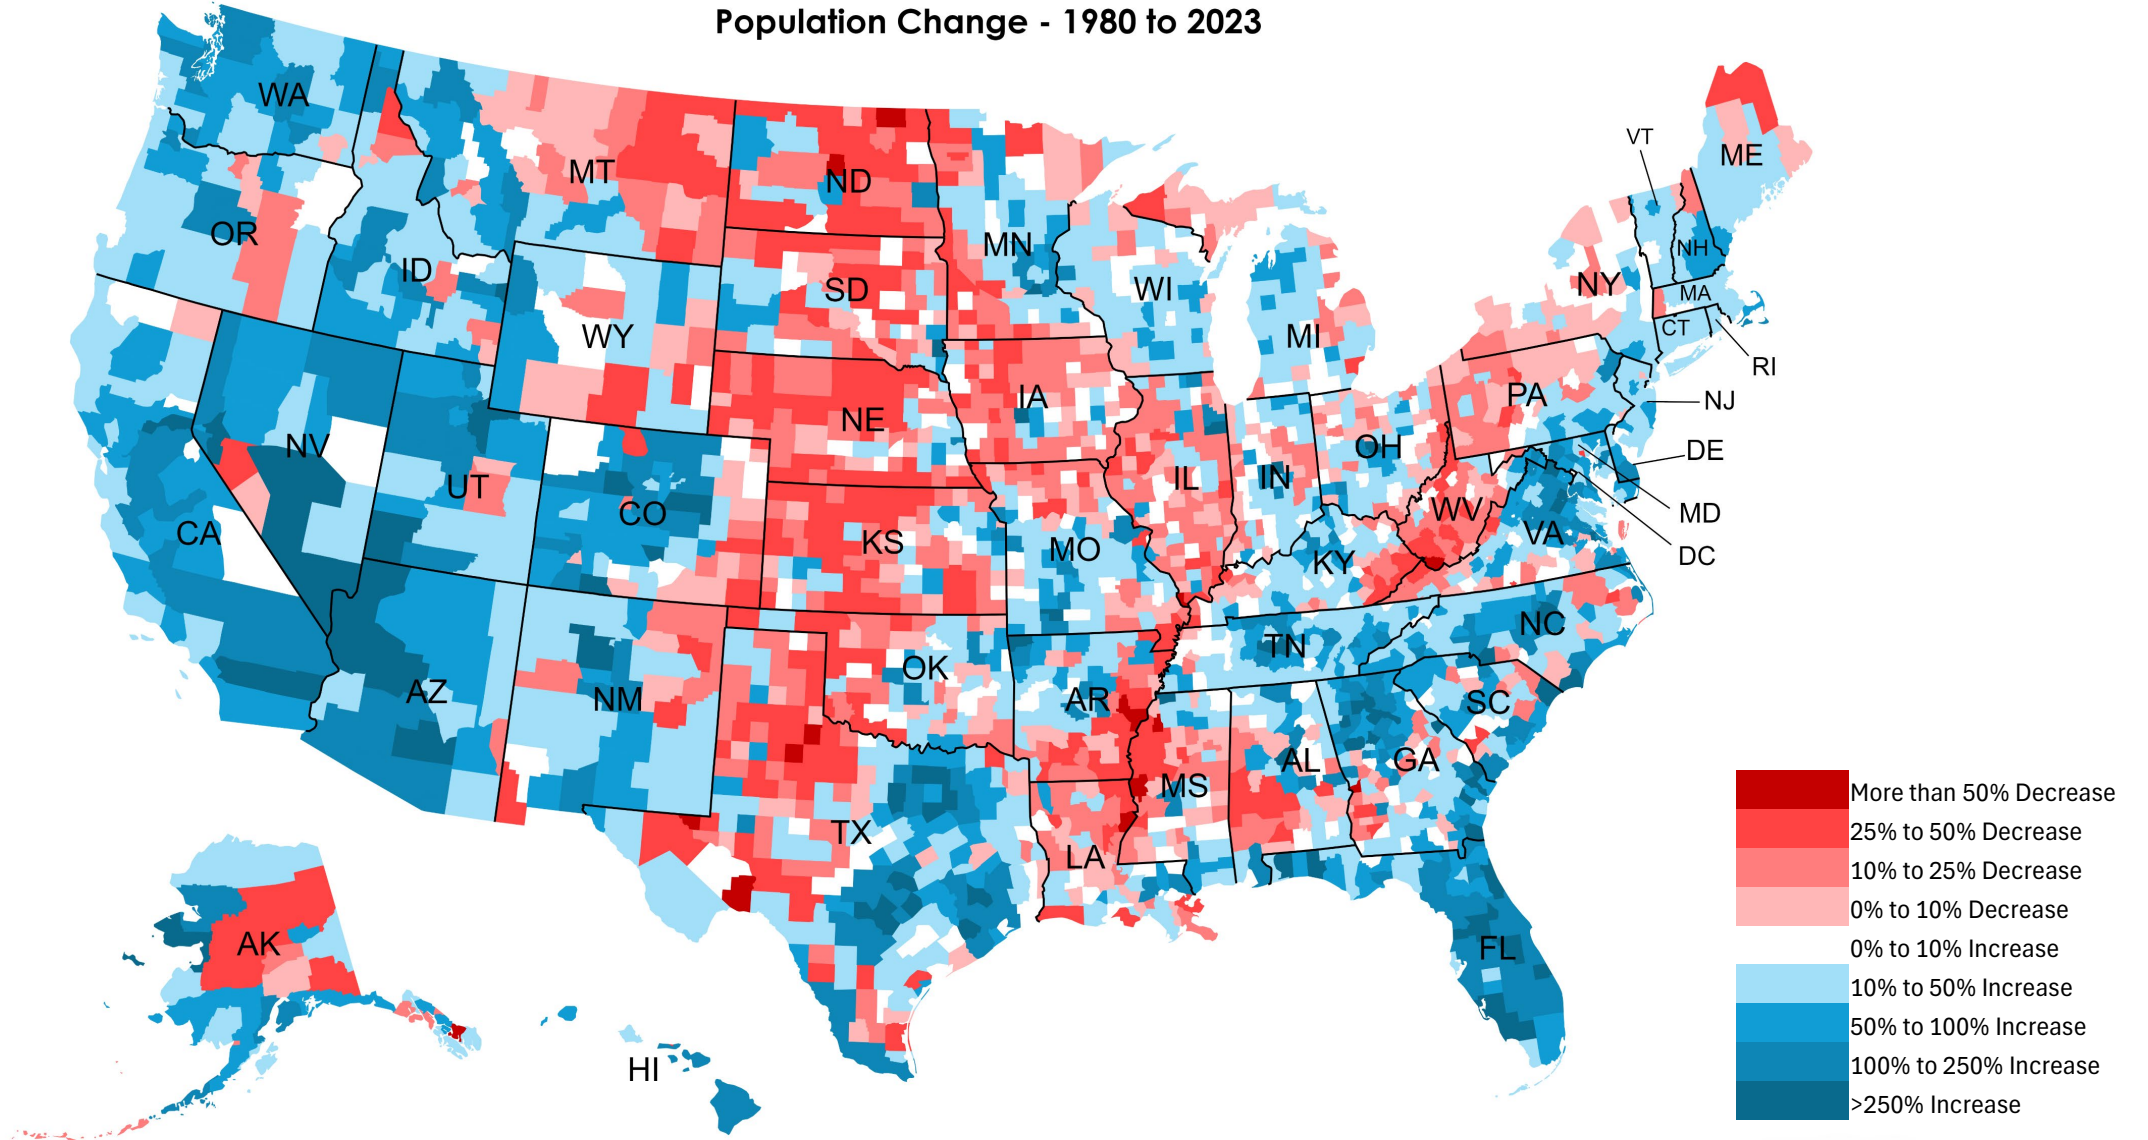 Population Change - 1980 to 2023
WA
MT
ND
MN
VT
ME
OR
ID
WY
SD
WI
MI
NY
NH
MA
CT
RI
NV
UT
CO
NE
IA
IL
IN
OH
PA
NJ
DE
MD
DC
CA
KS
MO
KY
WV
VA
AZ
NM
OK
AR
TN
NC
SC
TX
LA
MS
AL
GA
FL
AK
HI
More than 50% Decrease
25% to 50% Decrease
10% to 25% Decrease
0% to 10% Decrease
0% to 10% Increase
10% to 50% Increase
50% to 100% Increase
100% to 250% Increase
>250% Increase